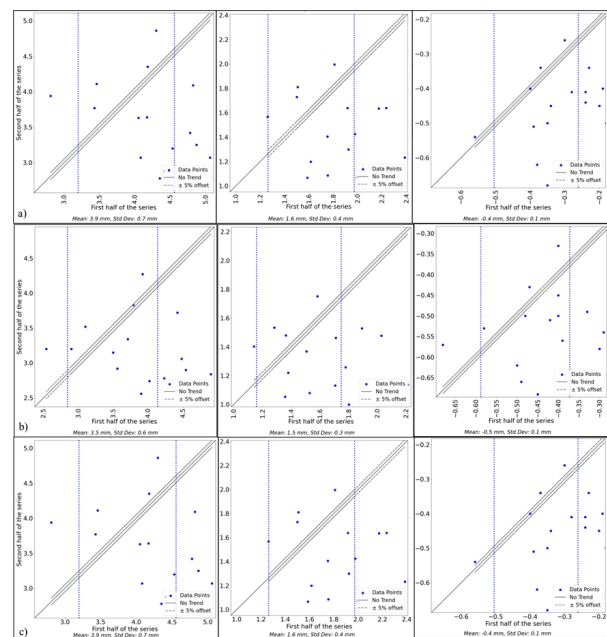 Second half of the series
5.0
4.5
4.0
3.5
3.0
3.0
3.5
4.0
4.5
5.0
Data Points
No Trend
± 5% offset
First half of the series
Mean: 3.9 mm, Std Dev: 0.7 mm
a)
2.4
2.2
2.0
1.8
1.6
1.4
1.2
1.0
1.0
1.2
1.4
1.6
1.8
2.0
2.2
2.4
Data Points
No Trend
± 5% offset
First half of the series
Mean: 1.6 mm, Std Dev: 0.4 mm
−0.2
−0.3
−0.4
−0.5
−0.6
−0.6
−0.5
−0.4
−0.3
−0.2
Data Points
No Trend
± 5% offset
First half of the series
Mean: -0.4 mm, Std Dev: 0.1 mm
Second half of the series
4.5
4.0
3.5
3.0
2.5
2.5
3.0
3.5
4.0
4.5
Data Points
No Trend
± 5% offset
First half of the series
Mean: 3.5 mm, Std Dev: 0.6 mm
b)
2.2
2.0
1.8
1.6
1.4
1.2
1.0
1.0
1.2
1.4
1.6
1.8
2.0
2.2
Data Points
No Trend
± 5% offset
First half of the series
Mean: 1.5 mm, Std Dev: 0.3 mm
−0.30
−0.35
−0.40
−0.45
−0.50
−0.55
−0.60
−0.65
−0.65
−0.60
−0.55
−0.50
−0.45
−0.40
−0.35
−0.30
Data Points
No Trend
± 5% offset
First half of the series
Mean: -0.5 mm, Std Dev: 0.1 mm
Second half of the series
5.0
4.5
4.0
3.5
3.0
3.0
3.5
4.0
4.5
5.0
Data Points
No Trend
± 5% offset
First half of the series
Mean: 3.9 mm, Std Dev: 0.7 mm
c)
2.4
2.2
2.0
1.8
1.6
1.4
1.2
1.0
1.0
1.2
1.4
1.6
1.8
2.0
2.2
2.4
Data Points
No Trend
± 5% offset
First half of the series
Mean: 1.6 mm, Std Dev: 0.4 mm
−0.2
−0.3
−0.4
−0.5
−0.6
−0.6
−0.5
−0.4
−0.3
−0.2
Data Points
No Trend
± 5% offset
First half of the series
Mean: -0.4 mm, Std Dev: 0.1 mm